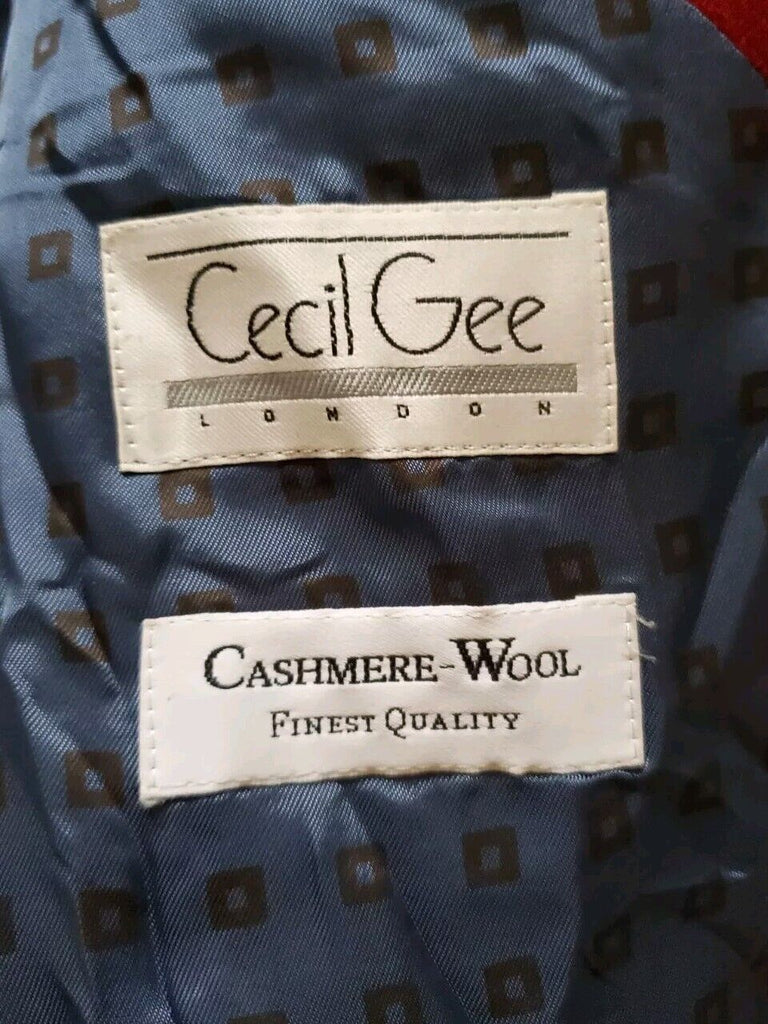 Cecil Gee
LONDON
CASHMERE-WOOL
FINEST QUALITY